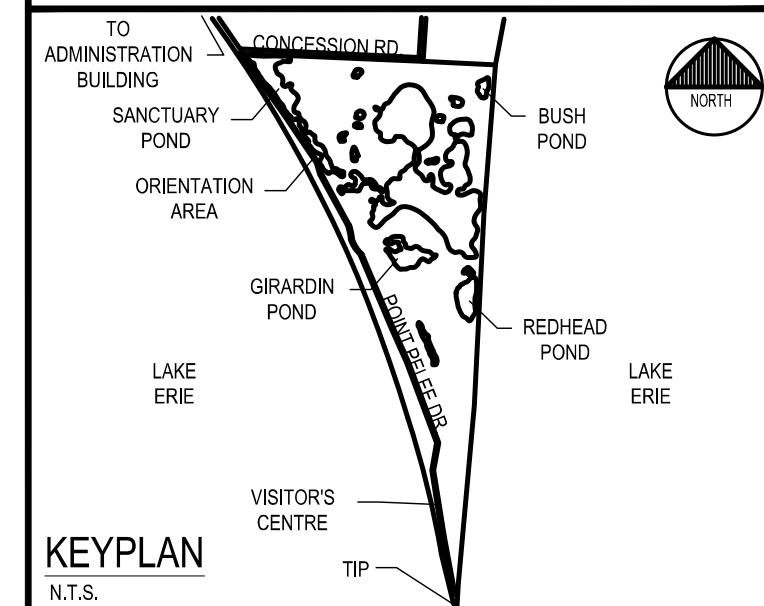 TO
ADMINISTRATION
BUILDING
CONCESSION RD.
NORTH
SANCTUARY
POND
BUSH
POND
ORIENTATION
AREA
GIRARDIN
POND
POINT PELEE DR
REDHEAD
POND
LAKE
ERIE
LAKE
ERIE
VISITOR'S
CENTRE
KEYPLAN
N.T.S.
TIP